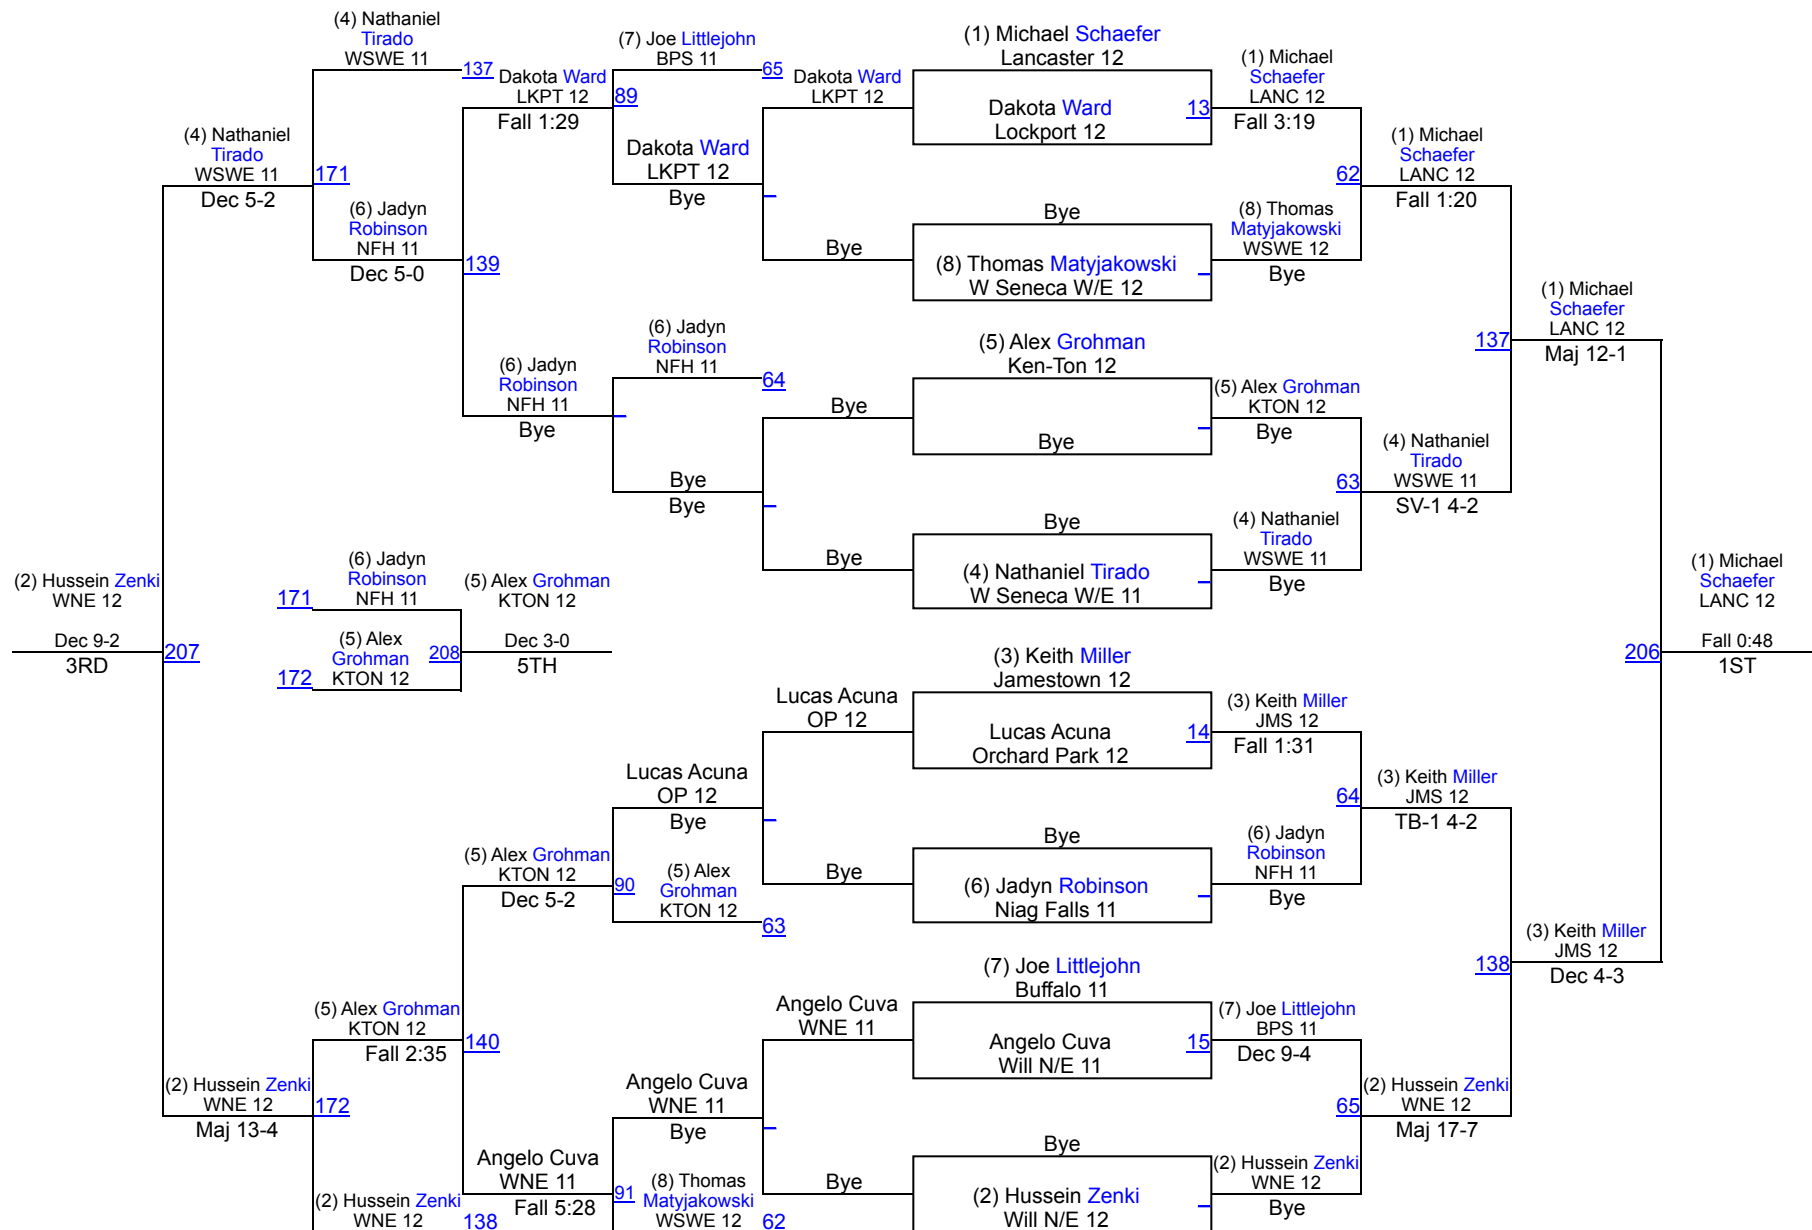 (4) Nathaniel
Tirado
WSWE 11
137
(7) Joe Littlejohn
BPS 11
65
(1) Michael Schaefer
Lancaster 12
Dakota Ward
LKPT 12
Fall 1:29
89
Dakota Ward
LKPT 12
Dakota Ward
Lockport 12
13
(1) Michael
Schaefer
LANC 12
Fall 3:19
(4) Nathaniel
Tirado
WSWE 11
Dec 5-2
171
Dakota Ward
LKPT 12
Bye
(1) Michael
Schaefer
LANC 12
Fall 1:20
62
(6) Jadyn
Robinson
NFH 11
Dec 5-0
139
Bye
Bye
(8) Thomas Matyjakowski
W Seneca W/E 12
(8) Thomas
Matyjakowski
WSWE 12
Bye
(1) Michael
Schaefer
LANC 12
Maj 12-1
137
(6) Jadyn
Robinson
NFH 11
64
(5) Alex Grohman
Ken-Ton 12
(6) Jadyn
Robinson
NFH 11
Bye
Bye
Bye
(5) Alex Grohman
KTON 12
Bye
Bye
Bye
(4) Nathaniel
Tirado
WSWE 11
SV-1 4-2
63
Bye
Bye
(4) Nathaniel Tirado
W Seneca W/E 11
(4) Nathaniel
Tirado
WSWE 11
Bye
(2) Hussein Zenki
WNE 12
Dec 9-2
3RD
207
171
(6) Jadyn
Robinson
NFH 11
172
(5) Alex
Grohman
KTON 12
208
(5) Alex Grohman
KTON 12
Dec 3-0
5TH
(1) Michael
Schaefer
LANC 12
Fall 0:48
1ST
206
(3) Keith Miller
Jamestown 12
Lucas Acuna
OP 12
Lucas Acuna
Orchard Park 12
14
(3) Keith Miller
JMS 12
Fall 1:31
Lucas Acuna
OP 12
Bye
(3) Keith Miller
JMS 12
TB-1 4-2
64
(5) Alex Grohman
KTON 12
Dec 5-2
90
(5) Alex
Grohman
KTON 12
63
Bye
Bye
(6) Jadyn Robinson
Niag Falls 11
(6) Jadyn
Robinson
NFH 11
Bye
(3) Keith Miller
JMS 12
Dec 4-3
138
(7) Joe Littlejohn
Buffalo 11
(5) Alex Grohman
KTON 12
Fall 2:35
140
Angelo Cuva
WNE 11
Angelo Cuva
Will N/E 11
15
(7) Joe Littlejohn
BPS 11
Dec 9-4
(2) Hussein Zenki
WNE 12
Maj 13-4
172
Angelo Cuva
WNE 11
Bye
(2) Hussein Zenki
WNE 12
Maj 17-7
65
Angelo Cuva
WNE 11
Fall 5:28
91
(2) Hussein Zenki
WNE 12
138
(8) Thomas
Matyjakowski
WSWE 12
62
Bye
Bye
(2) Hussein Zenki
Will N/E 12
(2) Hussein Zenki
WNE 12
Bye